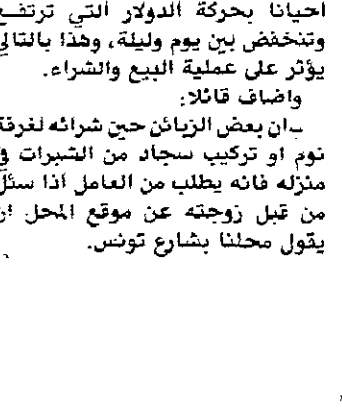 احيانا بحركة الدولار التي ترتفع
وتنخفض بين يوم وليلة، وهذا بالتالي
يؤثر على عملية البيع والشراء.
واضاف قائلا:
ـ ان بعض الزبائن حين شرائه لغرفة
نوم او تركيب سجاد من الشبرات في
منزله فانه يطلب من العامل اذا سئل
من قبل زوجته عن موقع المحل ان
يقول محلنا بشارع تونس.